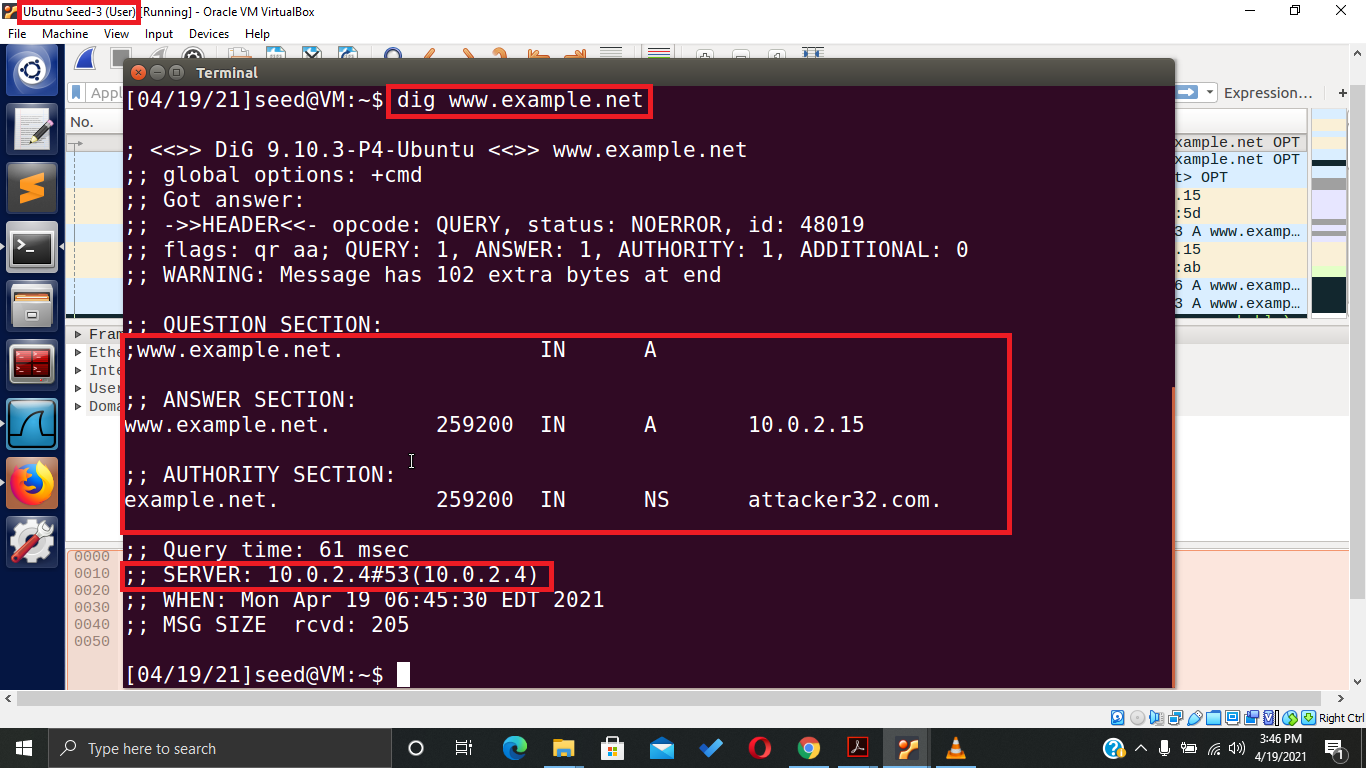 Ubutnu Seed-3 (User) [Running] - Oracle VM VirtualBox
File Machine View Input Devices Help
Terminal
Appl
Expression… +
No.
[04/19/21]seed@VM:~$ dig www.example.net
; <<>> DiG 9.10.3-P4-Ubuntu <<>> www.example.net
;; global options: +cmd
;; Got answer:
;; ->>HEADER<<- opcode: QUERY, status: NOERROR, id: 48019
;; flags: qr aa; QUERY: 1, ANSWER: 1, AUTHORITY: 1, ADDITIONAL: 0
;; WARNING: Message has 102 extra bytes at end
;; QUESTION SECTION:
;www.example.net. IN A
;; ANSWER SECTION:
www.example.net. 259200 IN A 10.0.2.15
;; AUTHORITY SECTION:
example.net. 259200 IN NS attacker32.com.
;; Query time: 61 msec
;; SERVER: 10.0.2.4#53(10.0.2.4)
;; WHEN: Mon Apr 19 06:45:30 EDT 2021
;; MSG SIZE rcvd: 205
[04/19/21]seed@VM:~$
xample.net OPT
xample.net OPT
t> OPT
.15
:5d
3 A www.examp…
.15
:ab
6 A www.examp…
3 A www.examp…
Fram
Ethe
Inte
User
Doma
0000
0010
0020
0030
0040
0050
Right Ctrl
Type here to search
3:46 PM
4/19/2021
1